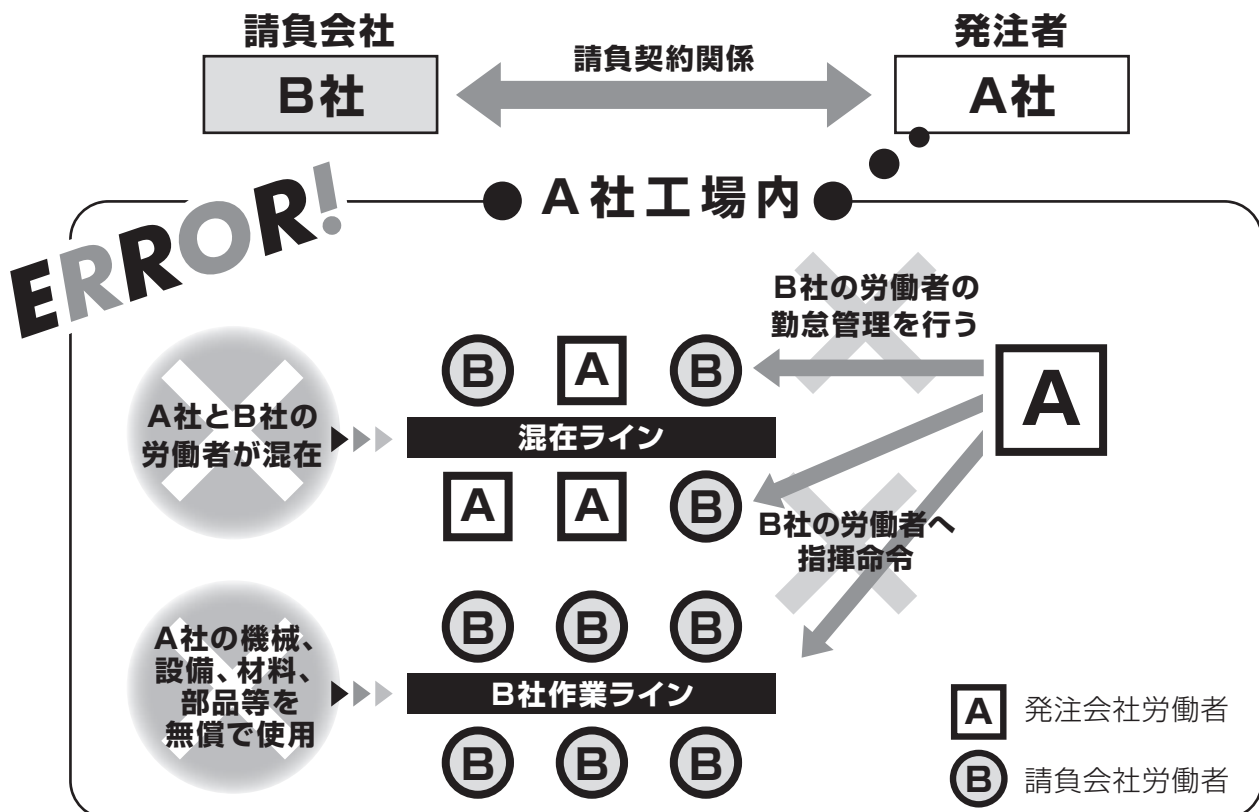 請負会社
B社
請負契約関係
発注者
A社
A社工場内
ERROR!
B社の労働者の
勤怠管理を行う
A
B
A
B
A社とB社の
労働者が混在
混在ライン
A
A
B
B社の労働者へ
指揮命令
B
B
B
A社の機械、
設備、材料、
部品等を
無償で使用
B社作業ライン
B
B
B
A 発注会社労働者
B 請負会社労働者